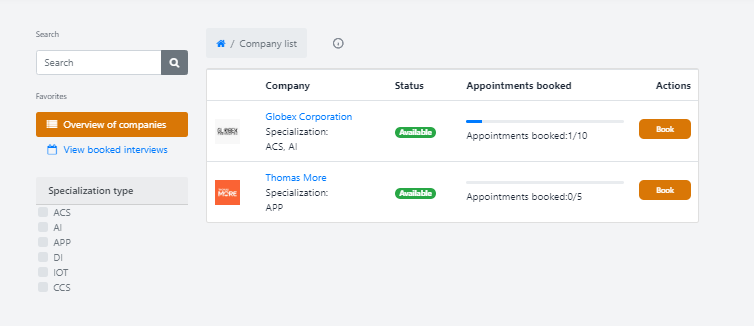 Search
Search
Favorites
Overview of companies
View booked interviews
Specialization type
ACS
AI
APP
DI
IOT
CCS
/ Company list
Company Status Appointments booked Actions
Globex Corporation
Specialization:
ACS, AI
Available
Appointments booked:1/10
Book
Thomas More
Specialization:
APP
MORE
Available
Appointments booked:0/5
Book